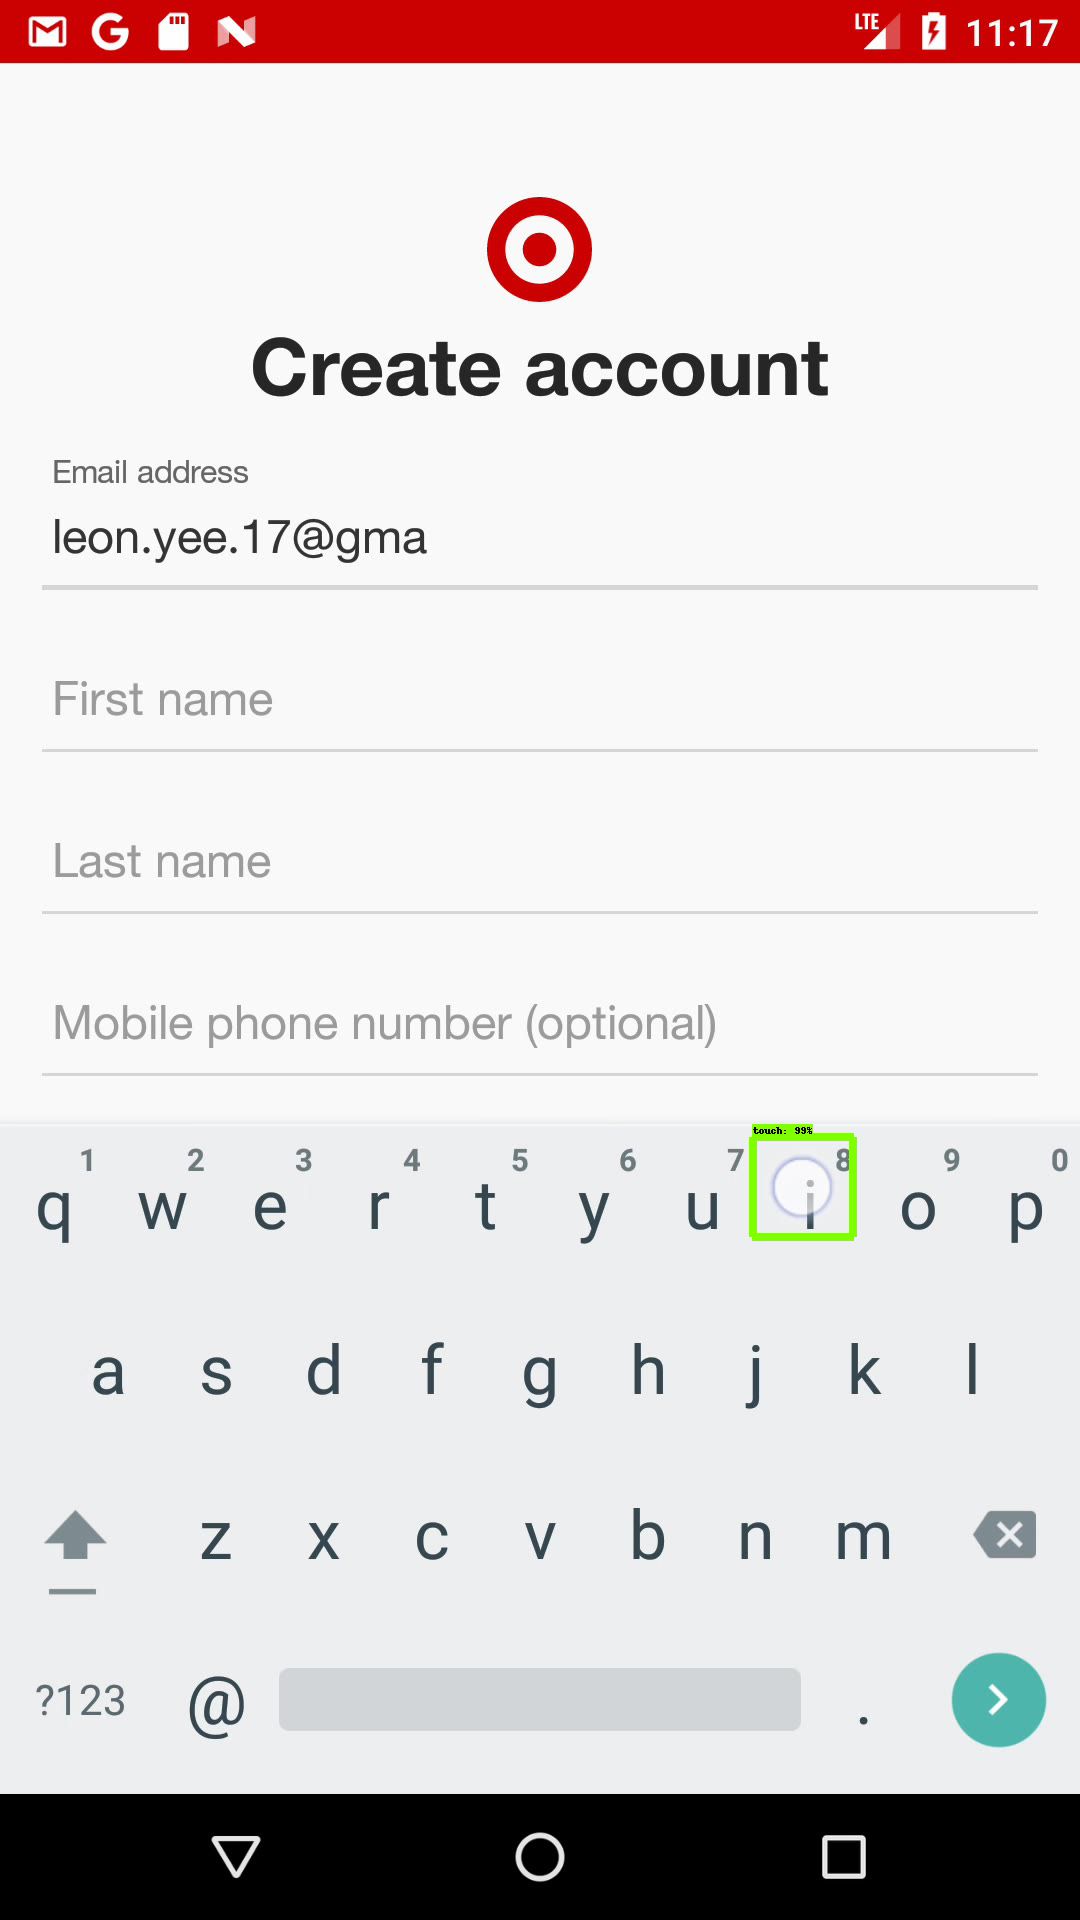 LTE 11:17
Create account
Email address
leon.yee.17@gma
First name
Last name
Mobile phone number (optional)
touch: 99%
1 2 3 4 5 6 7 8 9 0
q w e r t y u i o p
a s d f g h j k l
z x c v b n m
?123 @ .